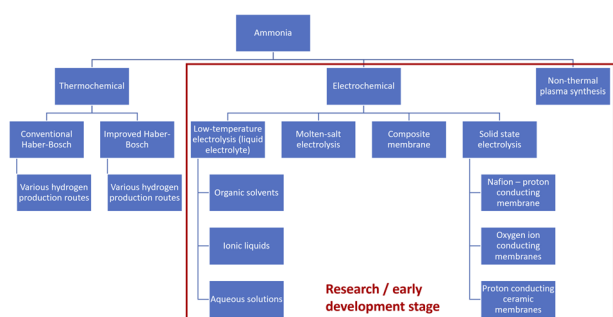 Ammonia
Thermochemical
Electrochemical
Non-thermal
plasma synthesis
Conventional
Haber-Bosch
Improved Haber-
Bosch
Low-temperature
electrolysis (liquid
electrolyte)
Molten-salt
electrolysis
Composite
membrane
Solid state
electrolysis
Various hydrogen
production routes
Various hydrogen
production routes
Organic solvents
Nafion – proton
conducting
membrane
Ionic liquids
Oxygen ion
conducting
membranes
Aqueous solutions
Proton conducting
ceramic membranes
Research / early
development stage